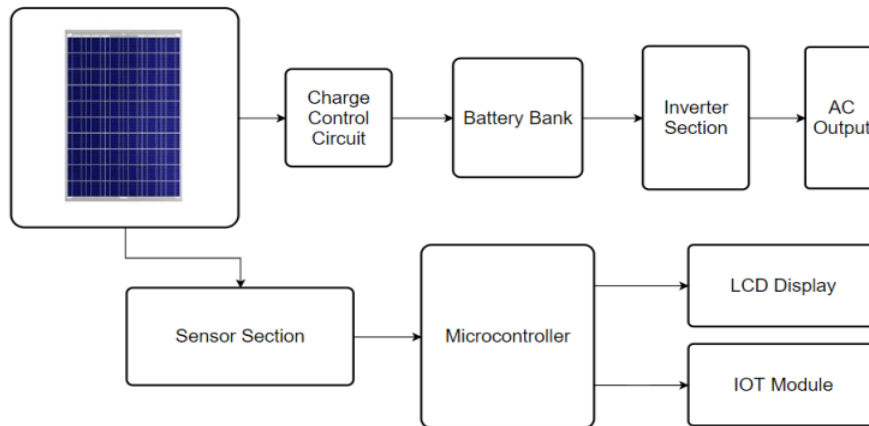 Charge
Control
Circuit
Battery Bank
Inverter
Section
AC
Output
Sensor Section
Microcontroller
LCD Display
IOT Module